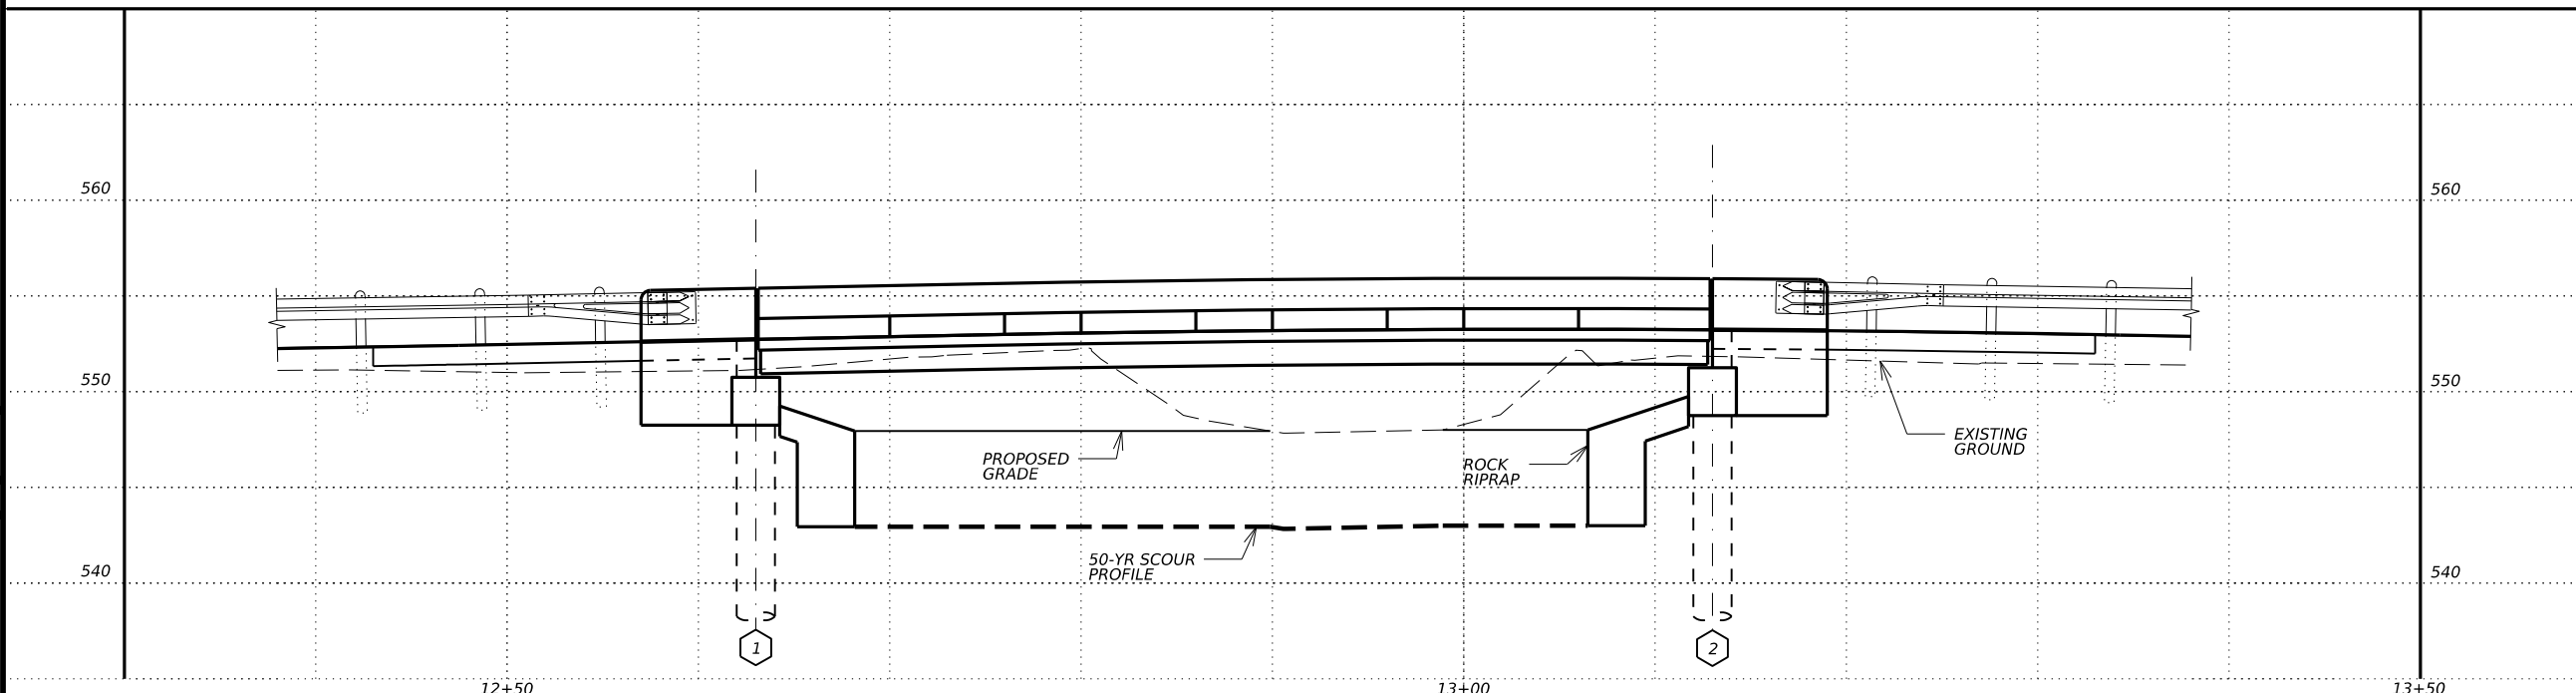 560
560
550
550
540
540
PROPOSED
GRADE
ROCK
RIPRAP
EXISTING
GROUND
50-YR SCOUR
PROFILE
1
2
12+50
13+00
13+50